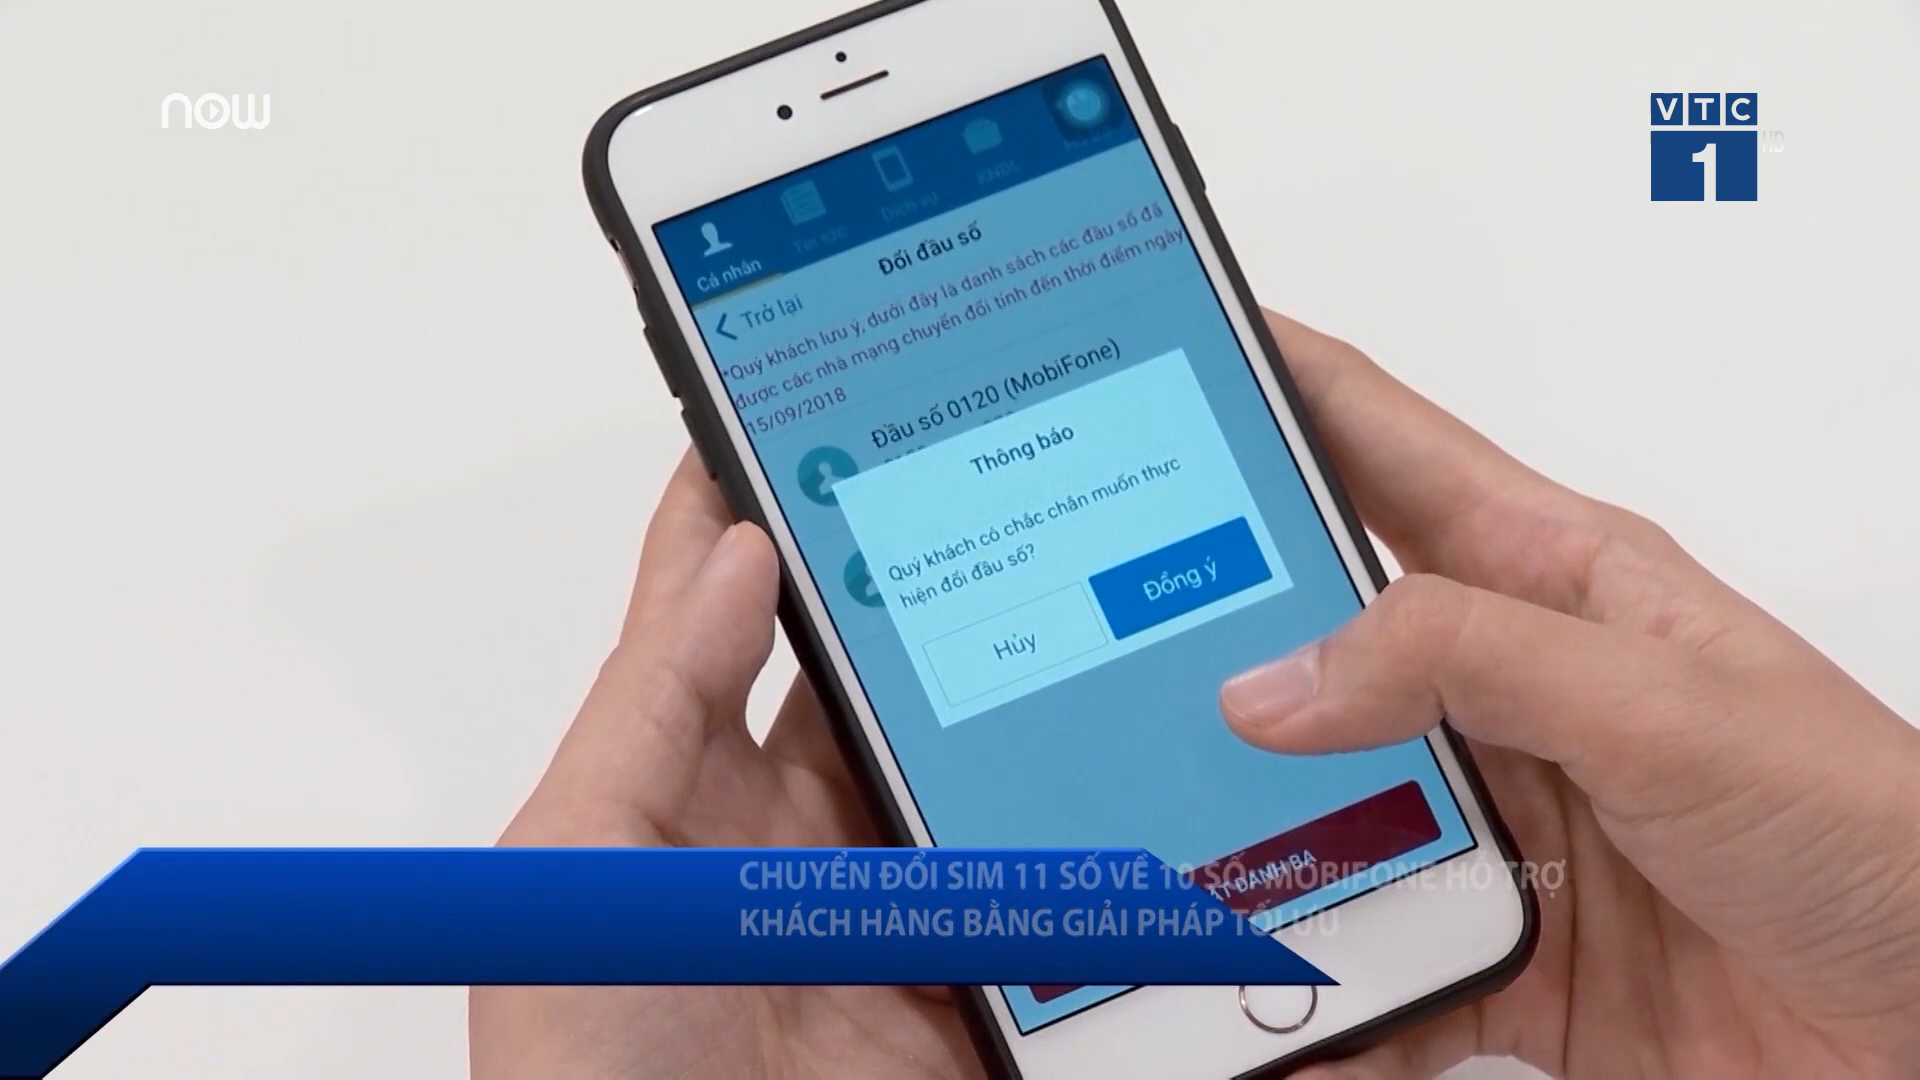 now
VTC
1
HD
Cá nhân
Tin tức
Dịch vụ
KNDL
Đổi đầu số
Trở lại
*Quý khách lưu ý, dưới đây là danh sách các đầu số đã
được các nhà mạng chuyển đổi tính đến thời điểm ngày
15/09/2018
Đầu số 0120 (MobiFone)
Thông báo
Quý khách có chắc chắn muốn thực
hiện đổi đầu số?
Hủy
Đồng ý
DANH BẠ
CHUYỂN ĐỔI SIM 11 SỐ VỀ 10 SỐ: MOBIFONE HỖ TRỢ
KHÁCH HÀNG BẰNG GIẢI PHÁP TỐI ƯU